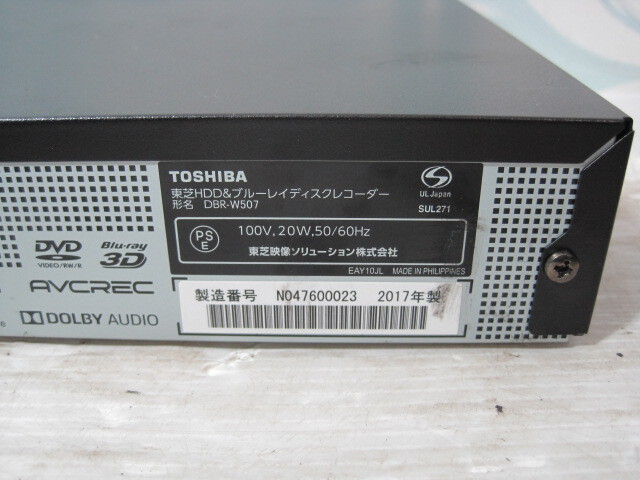 TOSHIBA
東芝HDD&ブルーレイディスクレコーダー
形名 DBR-W507
UL Japan
SUL271
PS
E
100V, 20W, 50/60Hz
東芝映像ソリューション株式会社
EAY10JL MADE IN PHILIPPINES
製造番号 N047600023 2017年製
DVD
VIDEO/RW/R
Blu-ray
3D
AVCREC
DOLBY AUDIO